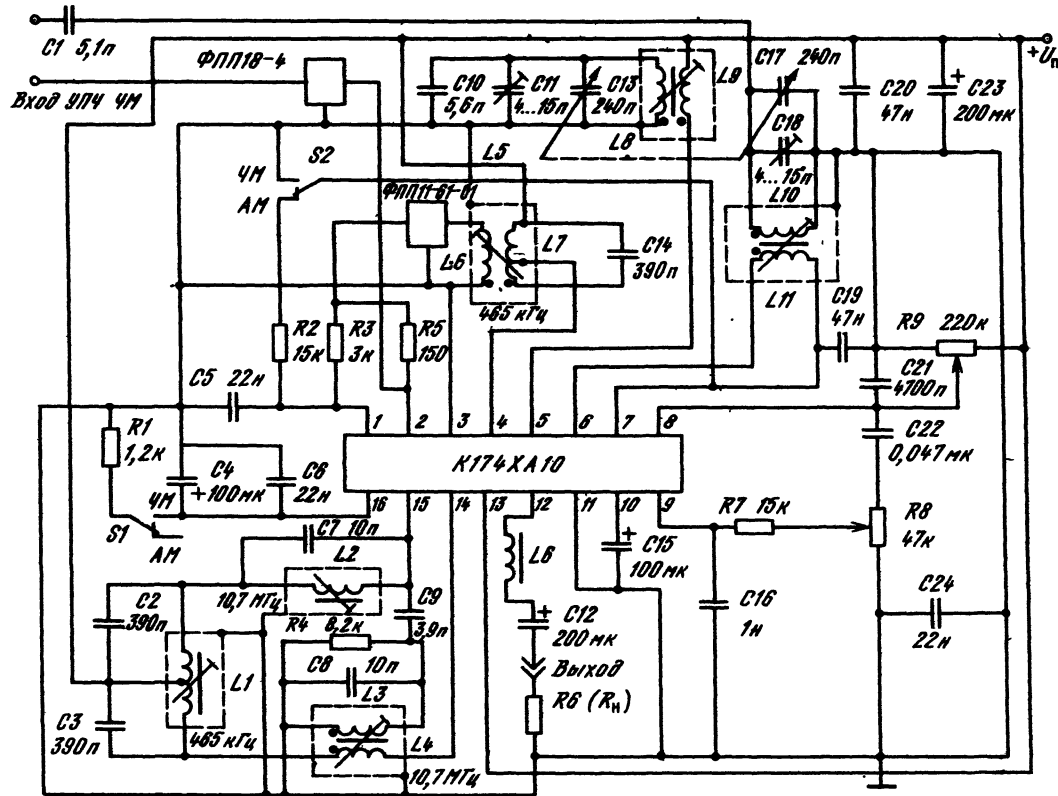 C1 5,1п
ФПП18-4
Вход УПЧ ЧМ
+Uп
C10
5,6п
C11
4...15п
C13
240п
L9
L8
C17 240п
C18
4...15п
L10
L11
C20
47н
+
C23
200мк
S2
ЧМ
АМ
L5
ФПП11-61-01
L6
L7
C14
390п
465 кГц
C19
47н
R9 220к
C21
4700п
R2
15к
R3
3к
R5
150
C5 22н
R1
1,2к
C4
+100мк
C6
22н
1 2 3 4 5 6 7 8
К174ХА10
16 15 14 13 12 11 10 9
C22
0,047мк
S1
ЧМ
АМ
C7 10п
L2
10,7 МГц
C2
390п
R4 8,2к
C9
3,9п
C8 10п
L3
L4
10,7 МГц
L1
465 кГц
C3
390п
L6
+
C12
200мк
Выход
R6 (Rн)
+
C15
100мк
R7 15к
R8
47к
C16
1н
C24
22н